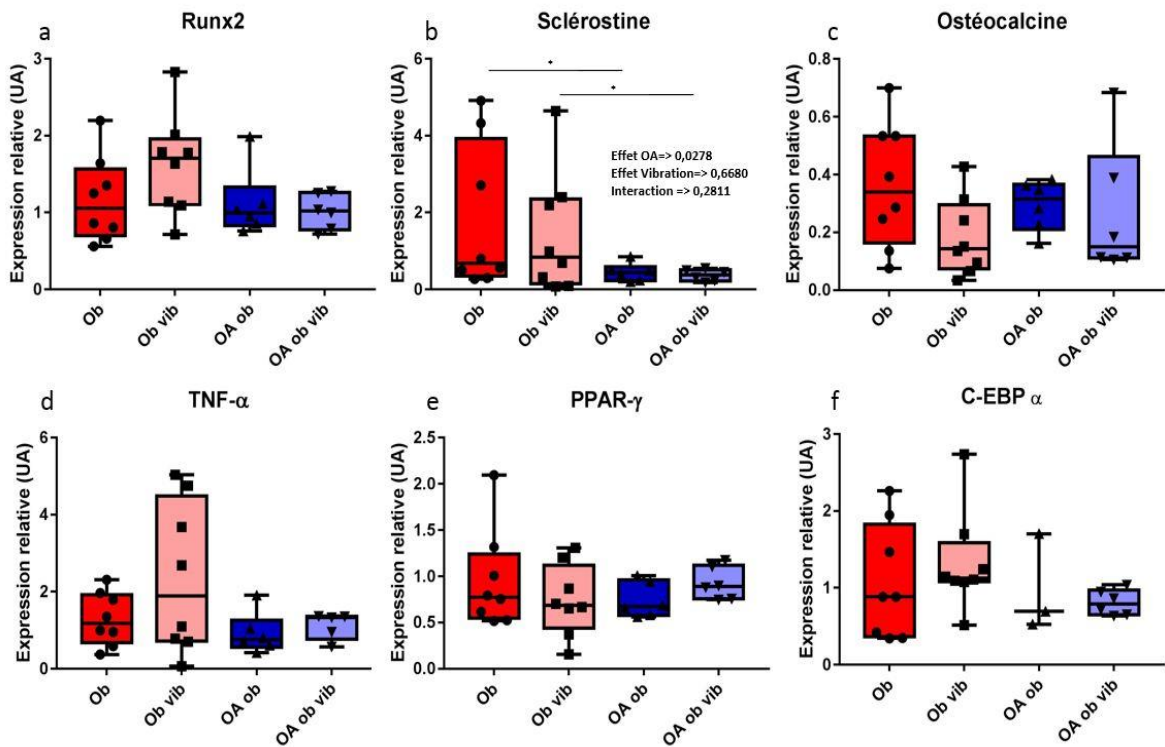 a
Runx2
Expression relative (UA)
3
2
1
0
Ob
Ob vib
OA ob
OA ob vib
b
Sclérostine
Expression relative (UA)
6
4
2
0
*
*
Effet OA=> 0,0278
Effet Vibration=> 0,6680
Interaction => 0,2811
Ob
Ob vib
OA ob
OA ob vib
c
Ostéocalcine
Expression relative (UA)
0.8
0.6
0.4
0.2
0.0
Ob
Ob vib
OA ob
OA ob vib
d
TNF-α
Expression relative (UA)
6
4
2
0
Ob
Ob vib
OA ob
OA ob vib
e
PPAR-γ
Expression relative (UA)
2.5
2.0
1.5
1.0
0.5
0.0
Ob
Ob vib
OA ob
OA ob vib
f
C-EBP α
Expression relative (UA)
3
2
1
0
Ob
Ob vib
OA ob
OA ob vib